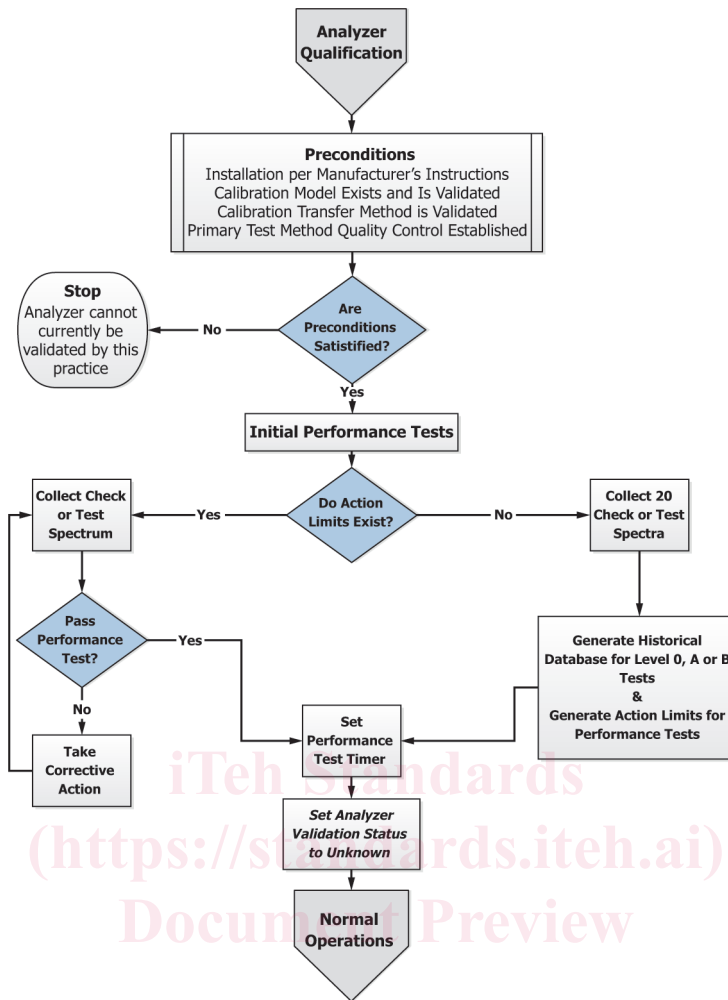 Analyzer
Qualification
Preconditions
Installation per Manufacturer's Instructions
Calibration Model Exists and Is Validated
Calibration Transfer Method is Validated
Primary Test Method Quality Control Established
Stop
Analyzer cannot
currently be
validated by this
practice
No
Are
Preconditions
Satistified?
Yes
Initial Performance Tests
Collect Check
or Test
Spectrum
Yes
Do Action
Limits Exist?
No
Collect 20
Check or Test
Spectra
Pass
Performance
Test?
Yes
No
Take
Corrective
Action
Generate Historical
Database for Level 0, A or B
Tests
&
Generate Action Limits for
Performance Tests
Set
Performance
Test Timer
Set Analyzer
Validation Status
to Unknown
Normal
Operations
iTeh Standards
(https://standards.iteh.ai)
Document Preview